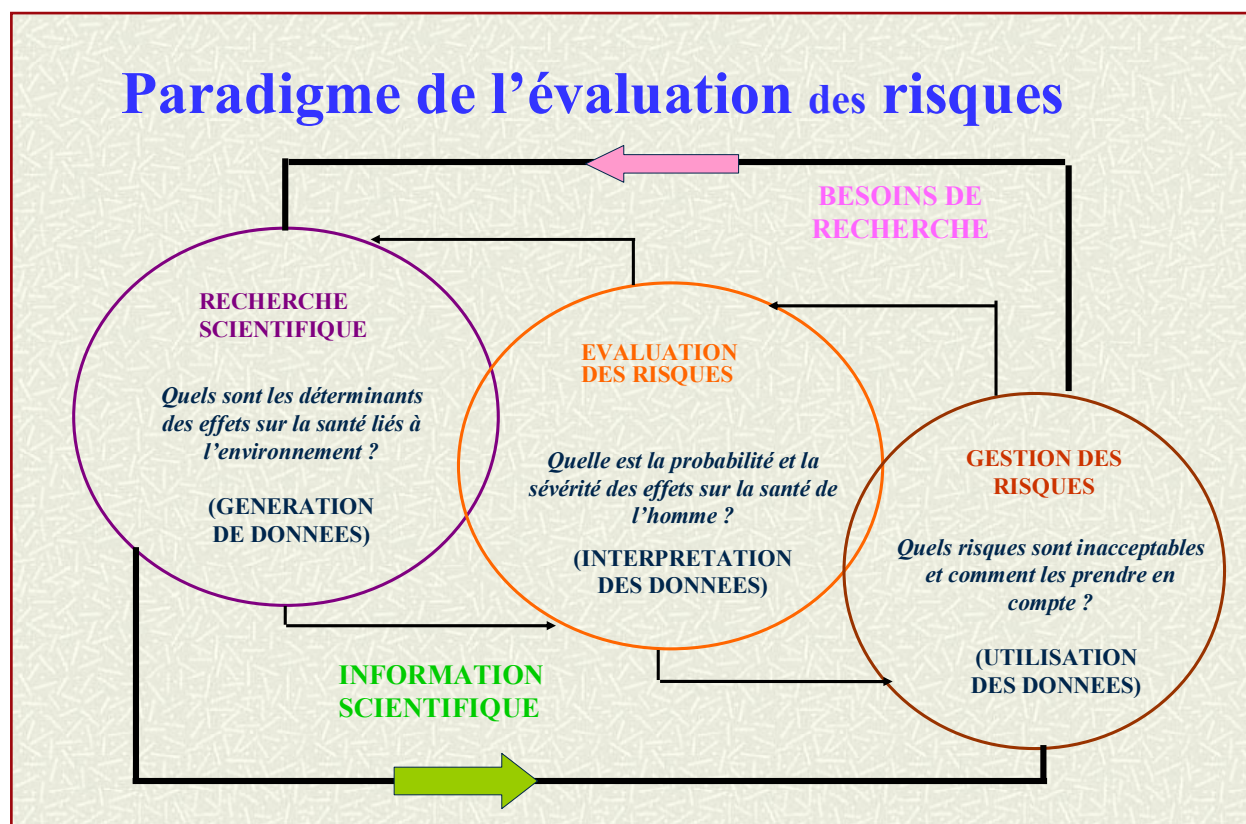 Paradigme de l’évaluation des risques
BESOINS DE
RECHERCHE
RECHERCHE
SCIENTIFIQUE
Quels sont les déterminants
des effets sur la santé liés à
l’environnement ?
(GENERATION
DE DONNEES)
EVALUATION
DES RISQUES
Quelle est la probabilité et la
sévérité des effets sur la santé de
l’homme ?
(INTERPRETATION
DES DONNEES)
GESTION DES
RISQUES
Quels risques sont inacceptables
et comment les prendre en
compte ?
(UTILISATION
DES DONNEES)
INFORMATION
SCIENTIFIQUE